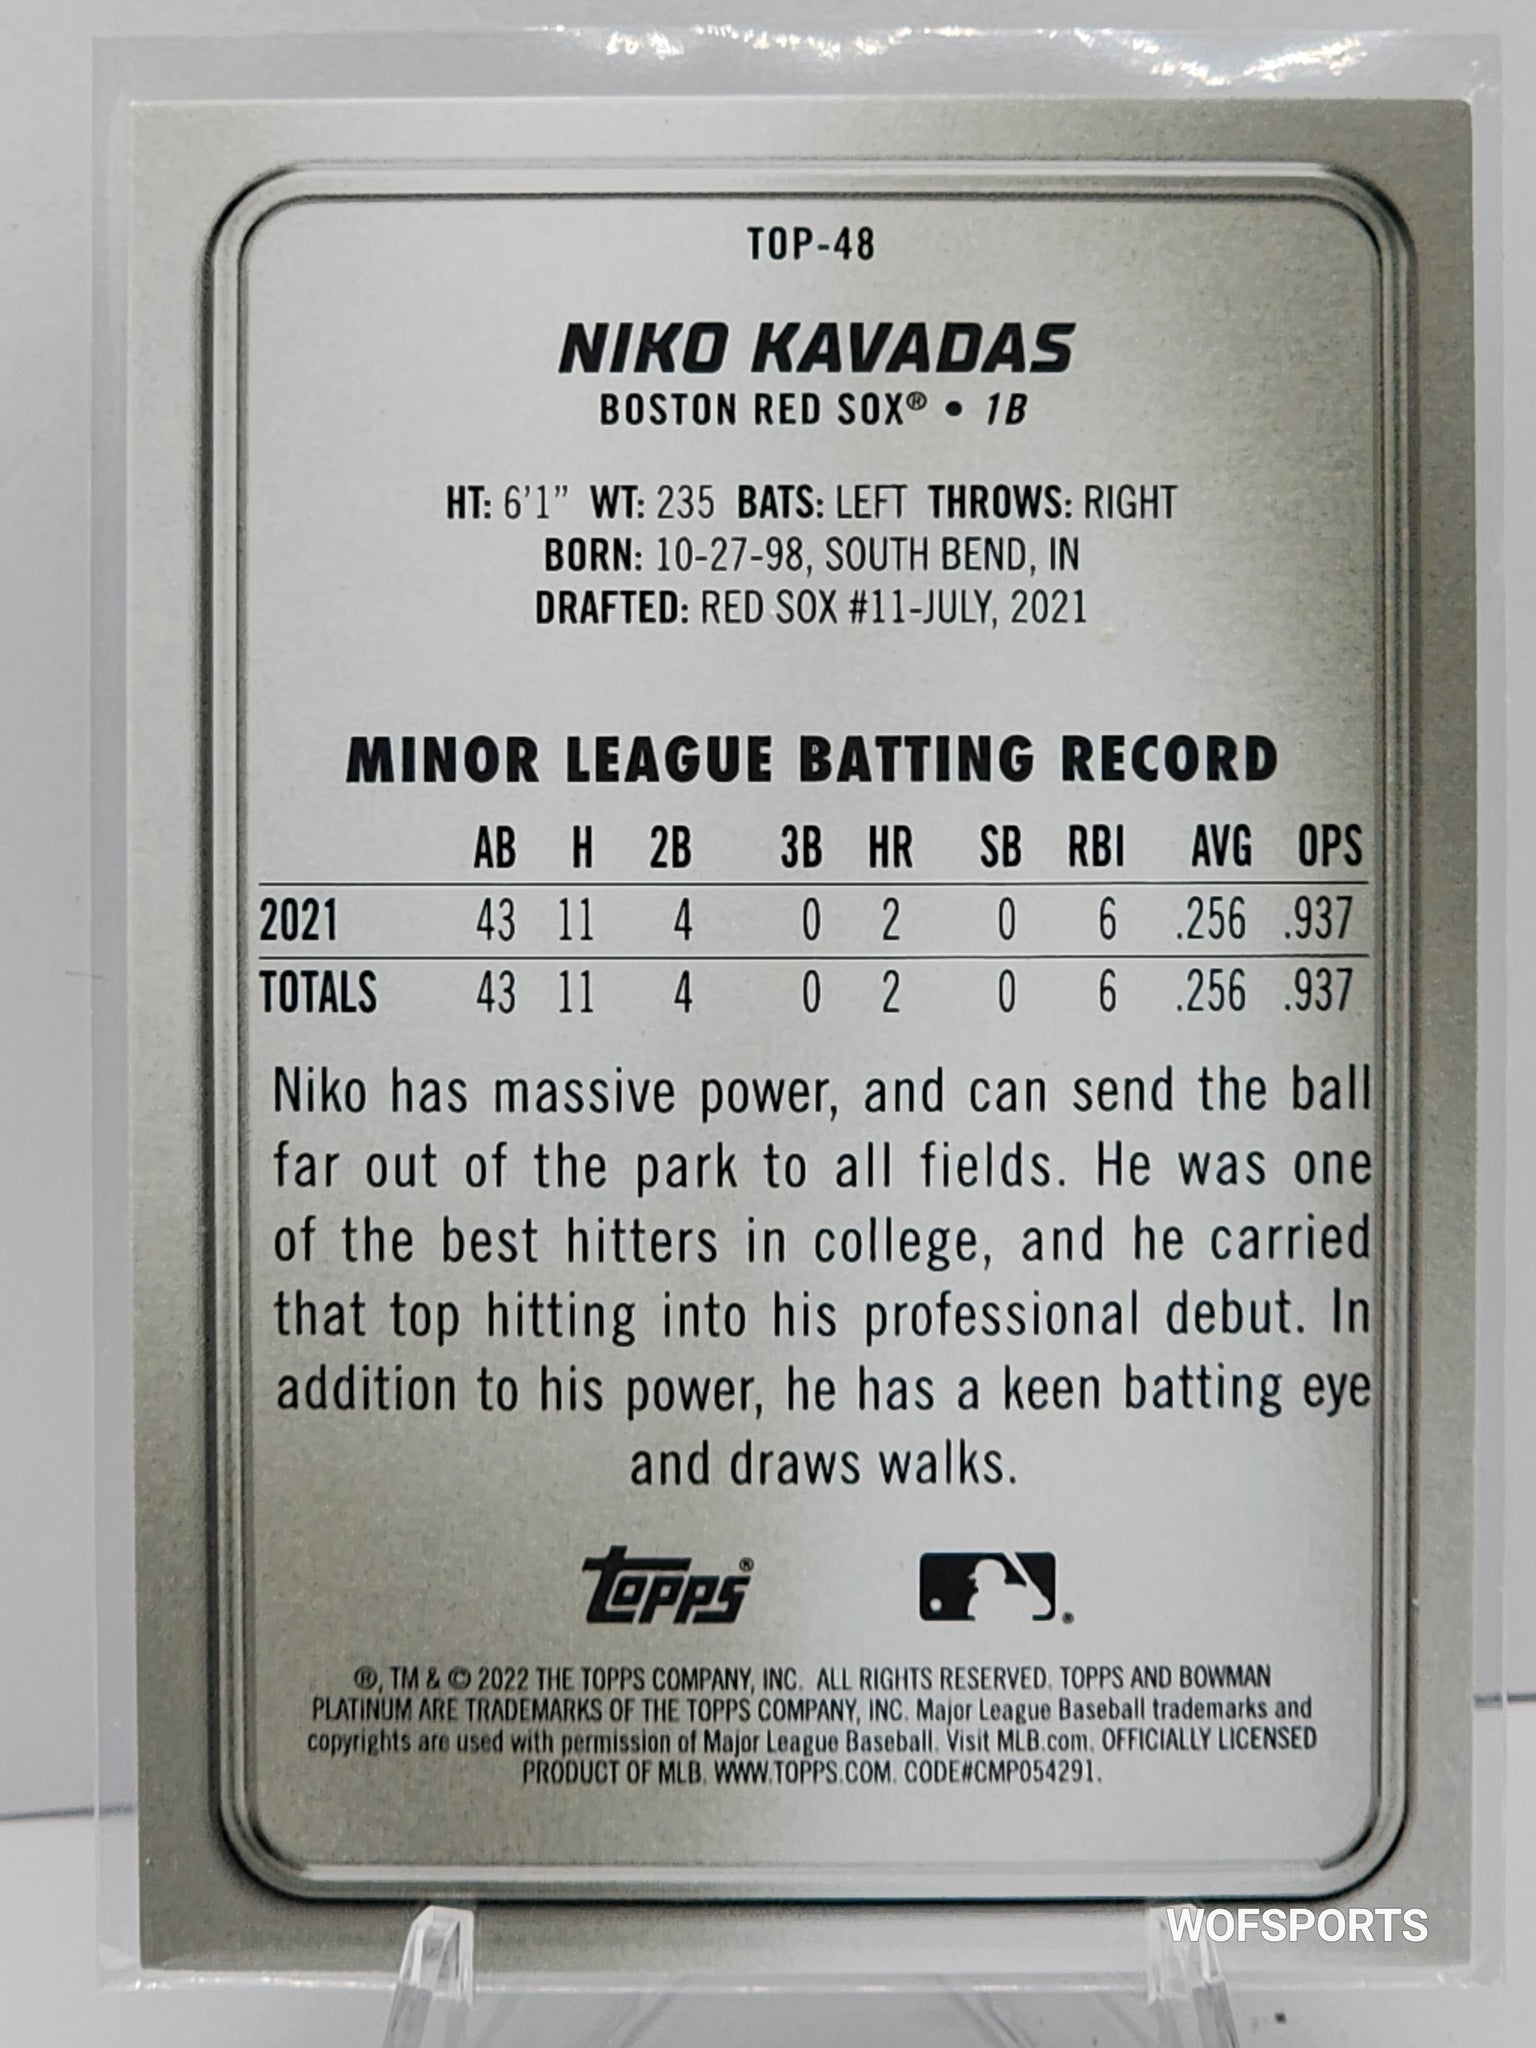 TOP-48
NIKO KAVADAS
BOSTON RED SOX® • 1B
HT: 6'1” WT: 235 BATS: LEFT THROWS: RIGHT
BORN: 10-27-98, SOUTH BEND, IN
DRAFTED: RED SOX #11-JULY, 2021
MINOR LEAGUE BATTING RECORD
AB H 2B 3B HR SB RBI AVG OPS
2021 43 11 4 0 2 0 6 .256 .937
TOTALS 43 11 4 0 2 0 6 .256 .937
Niko has massive power, and can send the ball
far out of the park to all fields. He was one
of the best hitters in college, and he carried
that top hitting into his professional debut. In
addition to his power, he has a keen batting eye
and draws walks.
Topps®
®, TM & © 2022 THE TOPPS COMPANY, INC. ALL RIGHTS RESERVED. TOPPS AND BOWMAN
PLATINUM ARE TRADEMARKS OF THE TOPPS COMPANY, INC. Major League Baseball trademarks and
copyrights are used with permission of Major League Baseball. Visit MLB.com. OFFICIALLY LICENSED
PRODUCT OF MLB. WWW.TOPPS.COM. CODE#CMP054291.
WOFSPORTS